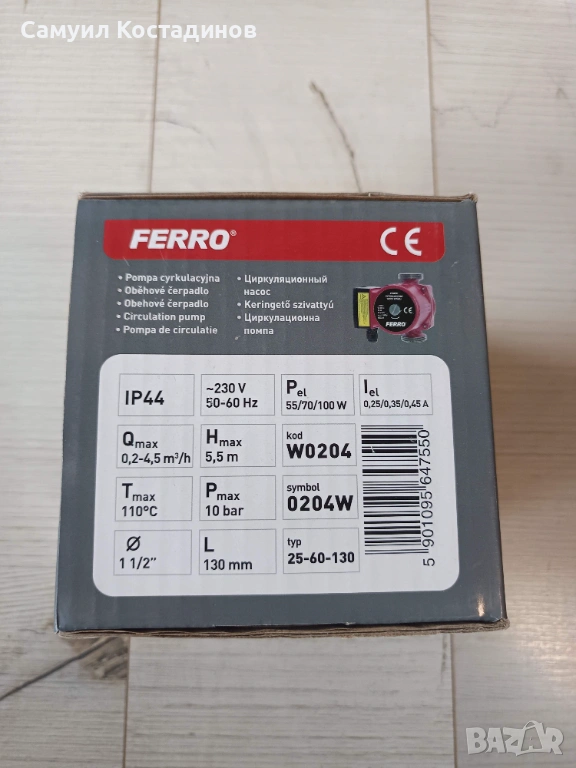 Самуил Костадинов
FERRO®
CE
• Pompa cyrkulacyjna
• Oběhové čerpadlo
• Obehové čerpadlo
• Circulation pump
• Pompa de circulatie
• Циркуляционный
насос
• Keringető szivattyú
• Циркулационна
помпа
FERRO
IP44
~230 V
50-60 Hz
Pel
55/70/100 W
Iel
0,25/0,35/0,45 A
Qmax
0,2-4,5 m³/h
Hmax
5,5 m
kod
W0204
Tmax
110°C
Pmax
10 bar
symbol
0204W
Ø
1 1/2”
L
130 mm
typ
25-60-130
5 901095 647550
BAZAR